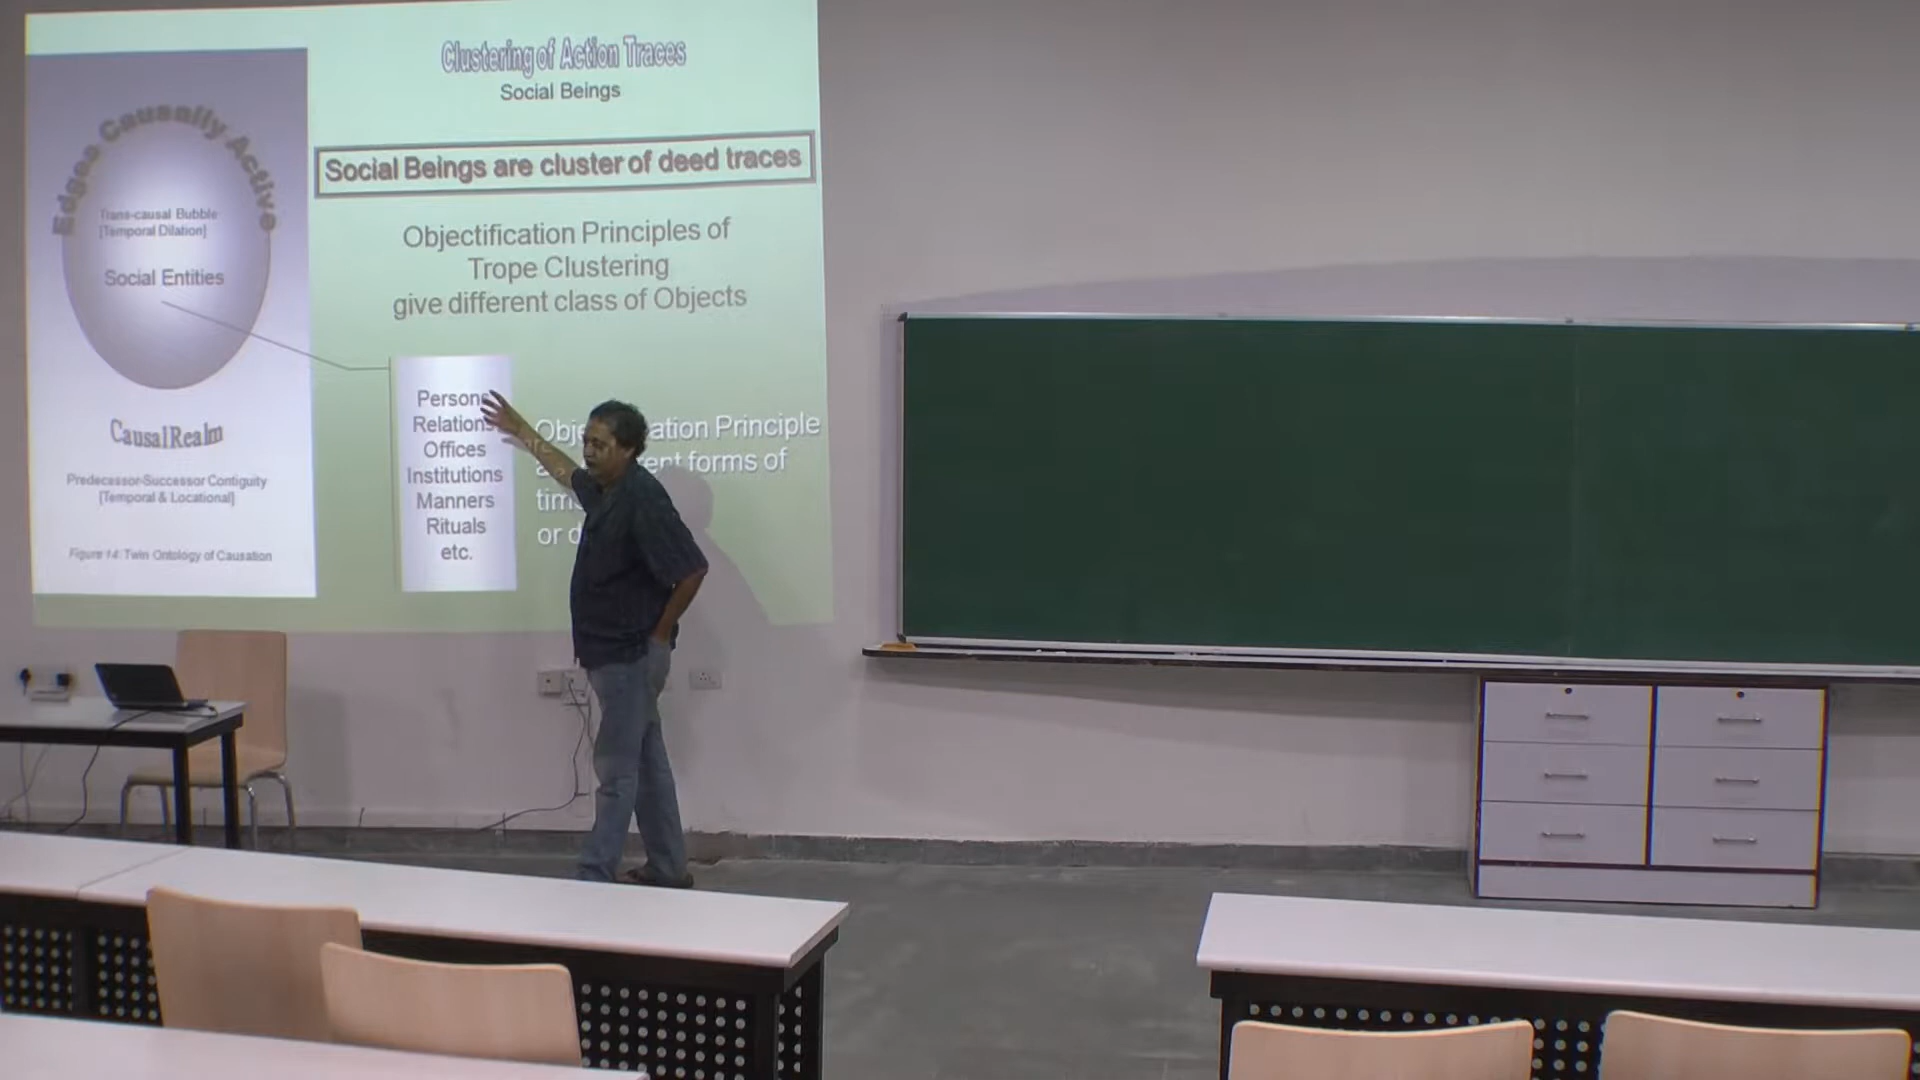 Clustering of Action Traces
Social Beings
Social Beings are cluster of deed traces
Objectification Principles of
Trope Clustering
give different class of Objects
Edges Causally Active
Trans-causal Bubble
[Temporal Dilation]
Social Entities
Causal Realm
Predecessor-Successor Contiguity
[Temporal & Locational]
Figure 14: Twin Ontology of Causation
Persons
Relations
Offices
Institutions
Manners
Rituals
etc.
Principle
forms of
or